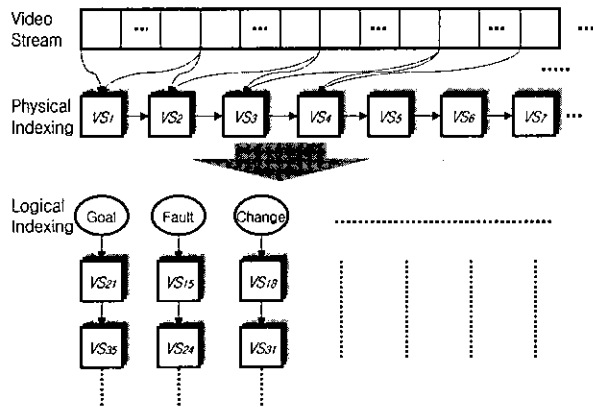 Video
Stream
... ... ... ... ...
Physical
Indexing
VS1 VS2 VS3 VS4 VS5 VS6 VS7 ...
Logical
Indexing
Goal Fault Change
VS21 VS15 VS18
VS35 VS24 VS31